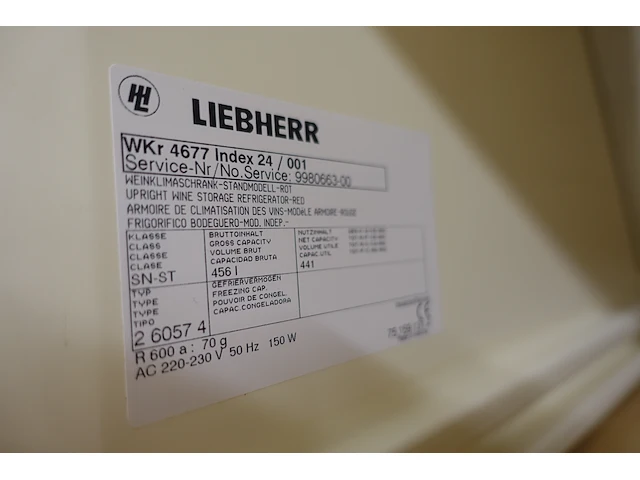 LIEBHERR
WKr 4677 Index 24 / 001
Service-Nr/No.Service: 9980663-00
WEINKLIMASCHRANK-STANDMODELL-ROT
UPRIGHT WINE STORAGE REFRIGERATOR-RED
ARMOIRE DE CLIMATISATION DES VINS-MODèLE ARMOIRE-ROUGE
FRIGORIFICO BODEGUERO-MOD. INDEP.-
KLASSE BRUTTOINHALT NUTZINHALT
CLASS GROSS CAPACITY NET CAPACITY
CLASSE VOLUME BRUT VOLUME UTILE
CLASE CAPACIDAD BRUTA CAPAC.UTIL
SN-ST 456 l 441
TYP GEFRIERVERMOGEN
TYPE FREEZING CAP.
TYPE POUVOIR DE CONGEL.
TIPO CAPAC.CONGELADORA
2 6057 4
R 600 a : 70 g
AC 220-230 V 50 Hz 150 W